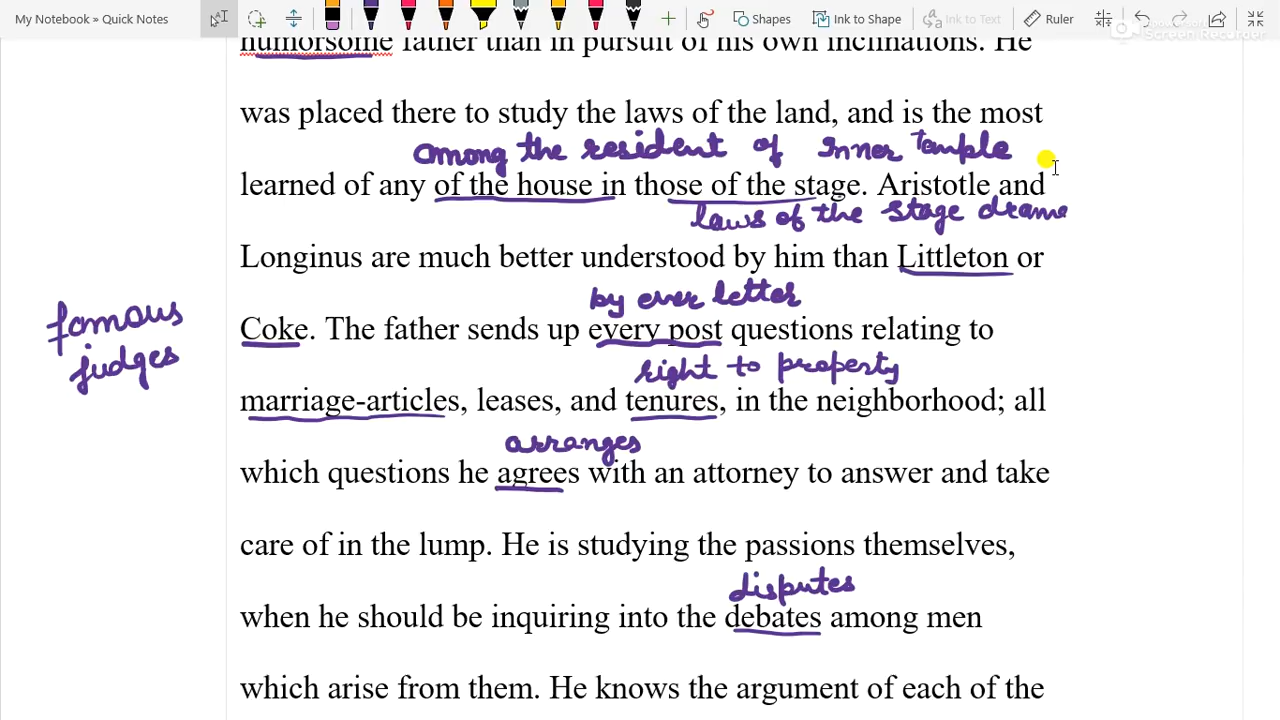 My Notebook » Quick Notes
Shapes
Ink to Shape
Ink to Text
Ruler
Screen Recorder
humorsome father than in pursuit of his own inclinations. He
was placed there to study the laws of the land, and is the most
among the resident of Inner Temple
learned of any of the house in those of the stage. Aristotle and
laws of the stage drama
Longinus are much better understood by him than Littleton or
by ever letter
famous
judges
Coke. The father sends up every post questions relating to
right to property
marriage-articles, leases, and tenures, in the neighborhood; all
arranges
which questions he agrees with an attorney to answer and take
care of in the lump. He is studying the passions themselves,
disputes
when he should be inquiring into the debates among men
which arise from them. He knows the argument of each of the